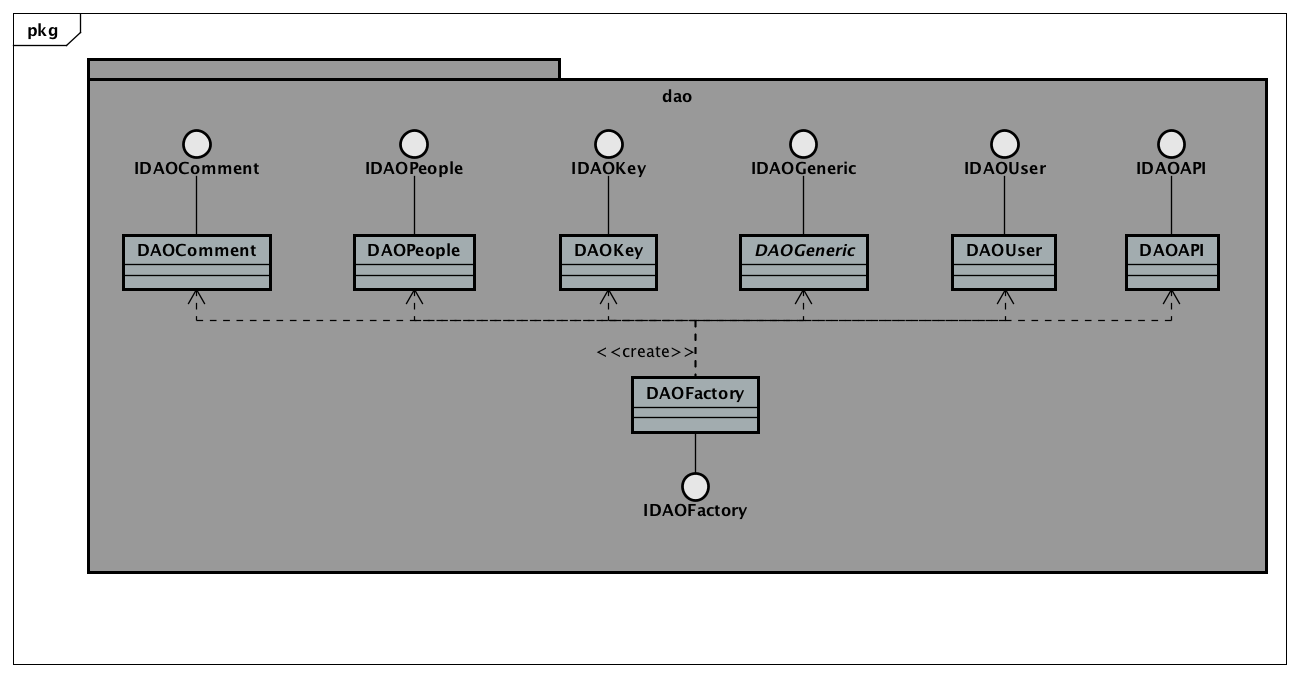 pkg
dao
IDAOComment
IDAOPeople
IDAOKey
IDAOGeneric
IDAOUser
IDAOAPI
DAOComment
DAOPeople
DAOKey
DAOGeneric
DAOUser
DAOAPI
<<create>>
DAOFactory
IDAOFactory